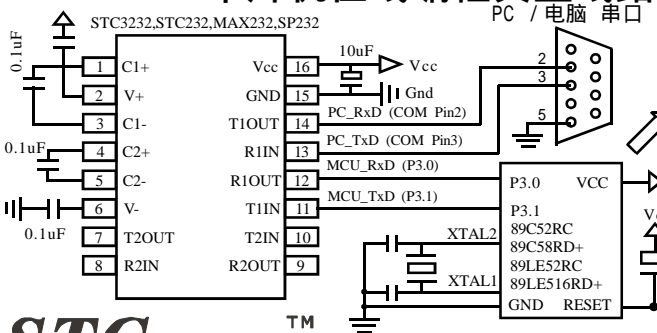 PC / 电脑 串口
STC3232,STC232,MAX232,SP232
0.1uF
1 C1+ Vcc 16
10uF
Vcc
2 V+ GND 15
Gnd
3 C1- T1OUT 14
PC_RxD (COM Pin2)
2
3
5
0.1uF
4 C2+ R1IN 13
PC_TxD (COM Pin3)
5 C2- R1OUT 12
MCU_RxD (P3.0)
6 V- T1IN 11
MCU_TxD (P3.1)
0.1uF
7 T2OUT T2IN 10
8 R2IN R2OUT 9
P3.0 VCC
P3.1
89C52RC
89C58RD+
89LE52RC
89LE516RD+
GND RESET
XTAL2
XTAL1
STC
TM